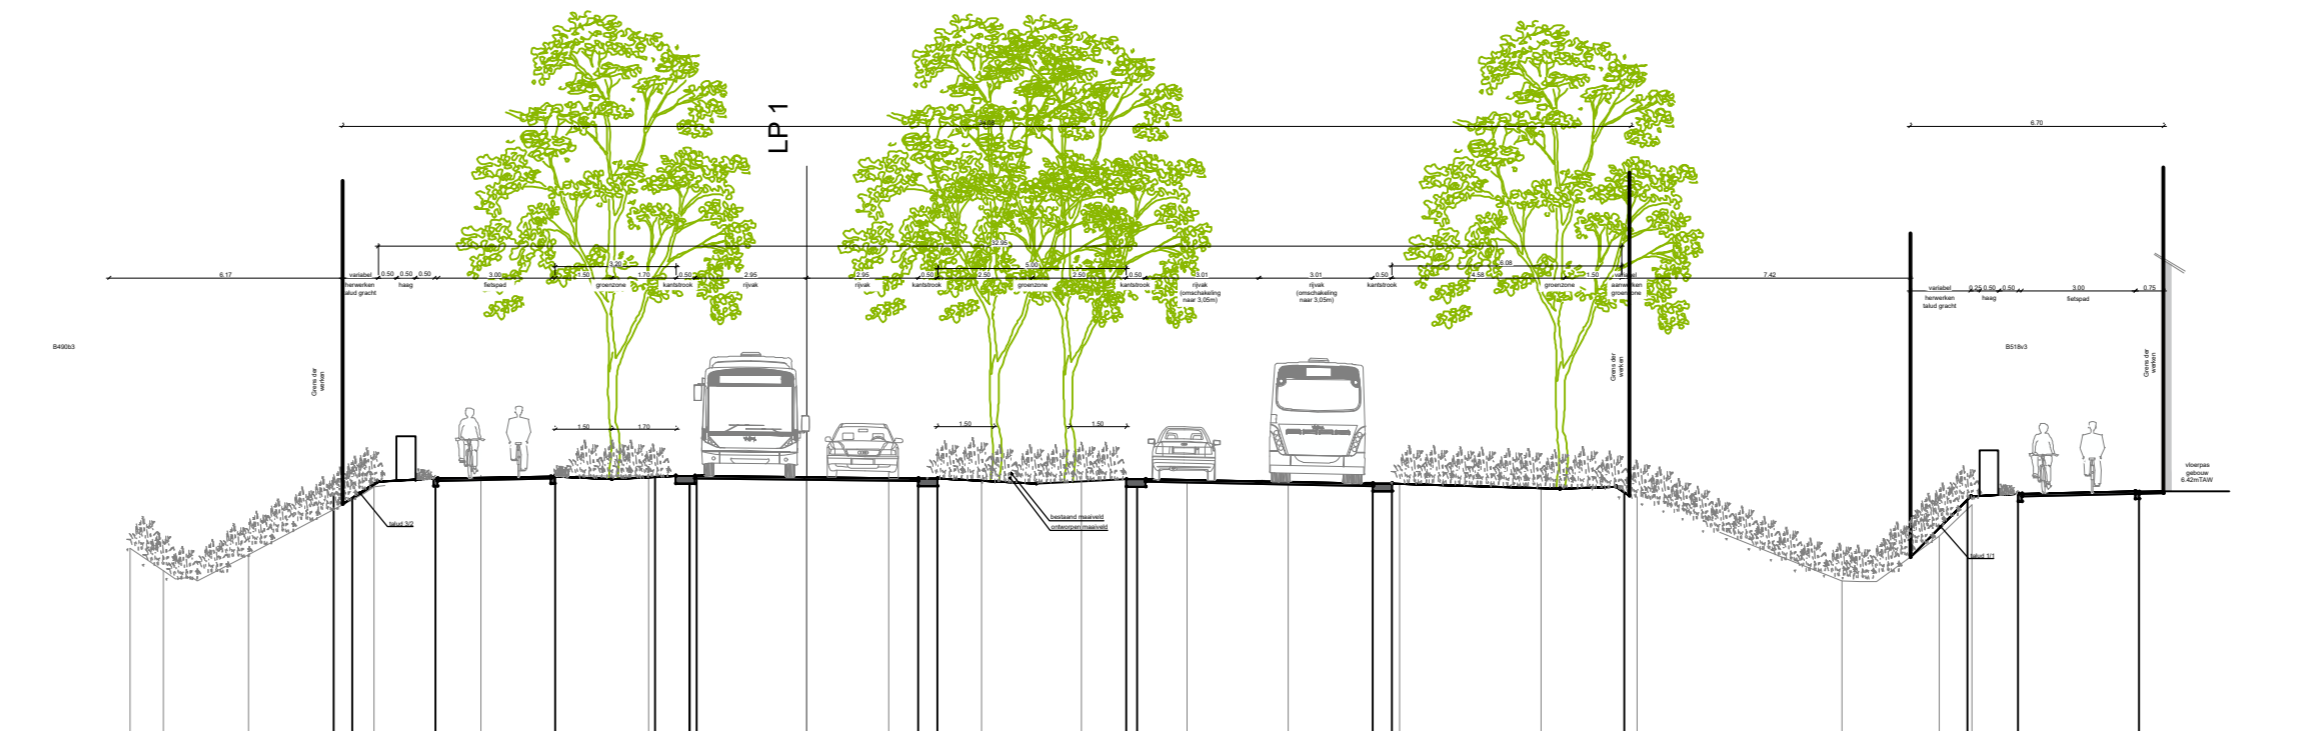 LP 1
6.70
32.95
3.20
5.00
6.08
6.17
variabel
0.50
0.50
0.50
3.00
1.50
1.70
0.50
2.95
2.95
0.50
2.50
2.50
0.50
3.01
3.01
0.50
4.58
1.50
variabel
7.42
herwerken
talud gracht
haag
fietspad
groenzone
kantstrook
rijvak
rijvak
kantstrook
groenzone
kantstrook
rijvak
(omschakeling
naar 3,05m)
rijvak
(omschakeling
naar 3,05m)
kantstrook
groenzone
aanwerken
groenzone
variabel
0.25
0.50
0.50
3.00
0.75
herwerken
talud gracht
haag
fietspad
B490b3
B518v3
Grens der
werken
Grens der
werken
Grens der
werken
1.50
1.70
1.50
1.50
vloerpas
gebouw
6.42mTAW
talud 3/2
bestaand maaiveld
ontworpen maaiveld
talud 1/1